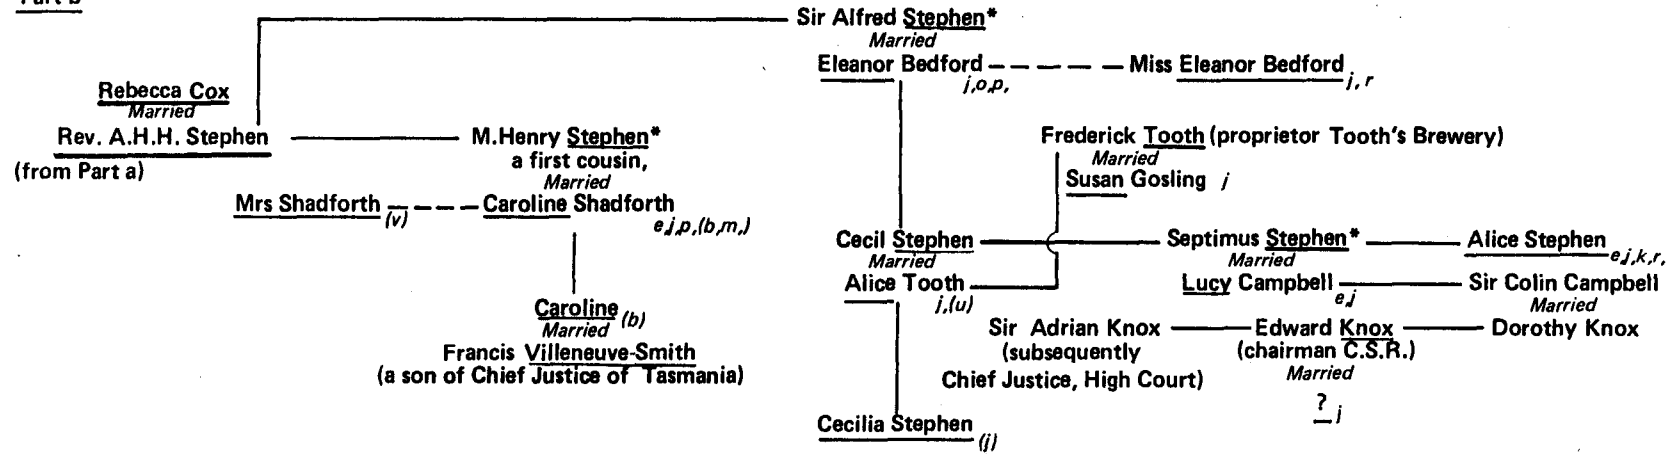 Part b
Sir Alfred Stephen*
Married
Eleanor Bedford j,o,p, Miss Eleanor Bedford j, r
Rebecca Cox
Married
Rev. A.H.H. Stephen
(from Part a)
M.Henry Stephen*
a first cousin,
Married
Mrs Shadforth (v) Caroline Shadforth e,j,p,(b,m,)
Frederick Tooth (proprietor Tooth's Brewery)
Married
Susan Gosling j
Cecil Stephen
Married
Alice Tooth j,(u)
Septimus Stephen*
Married
Lucy Campbell e,j
Alice Stephen e,j,k,r,
Sir Colin Campbell
Married
Dorothy Knox
Caroline (b)
Married
Francis Villeneuve-Smith
(a son of Chief Justice of Tasmania)
Sir Adrian Knox
(subsequently
Chief Justice, High Court)
Edward Knox
(chairman C.S.R.)
Married
? j
Cecilia Stephen (j)